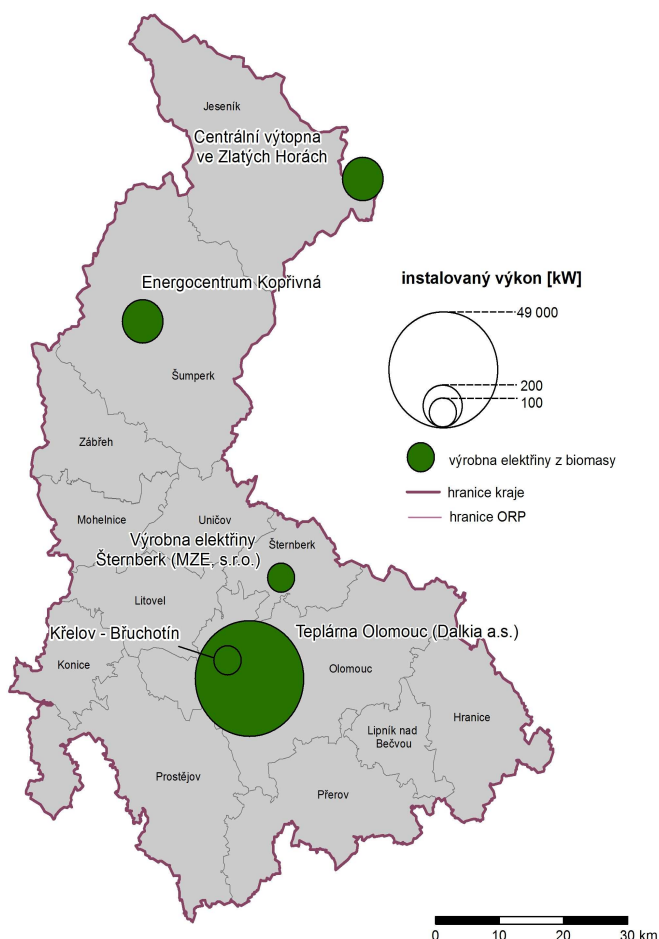 Jeseník
Centrální výtopna
ve Zlatých Horách
Energocentrum Kopřivná
instalovaný výkon [kW]
49 000
200
100
Šumperk
Zábřeh
výrobna elektřiny z biomasy
hranice kraje
hranice ORP
Mohelnice
Uničov
Výrobna elektřiny
Šternberk (MZE, s.r.o.)
Šternberk
Litovel
Křelov - Břuchotín
Teplárna Olomouc (Dalkia a.s.)
Konice
Olomouc
Hranice
Lipník nad
Bečvou
Prostějov
Přerov
0 10 20 30 km